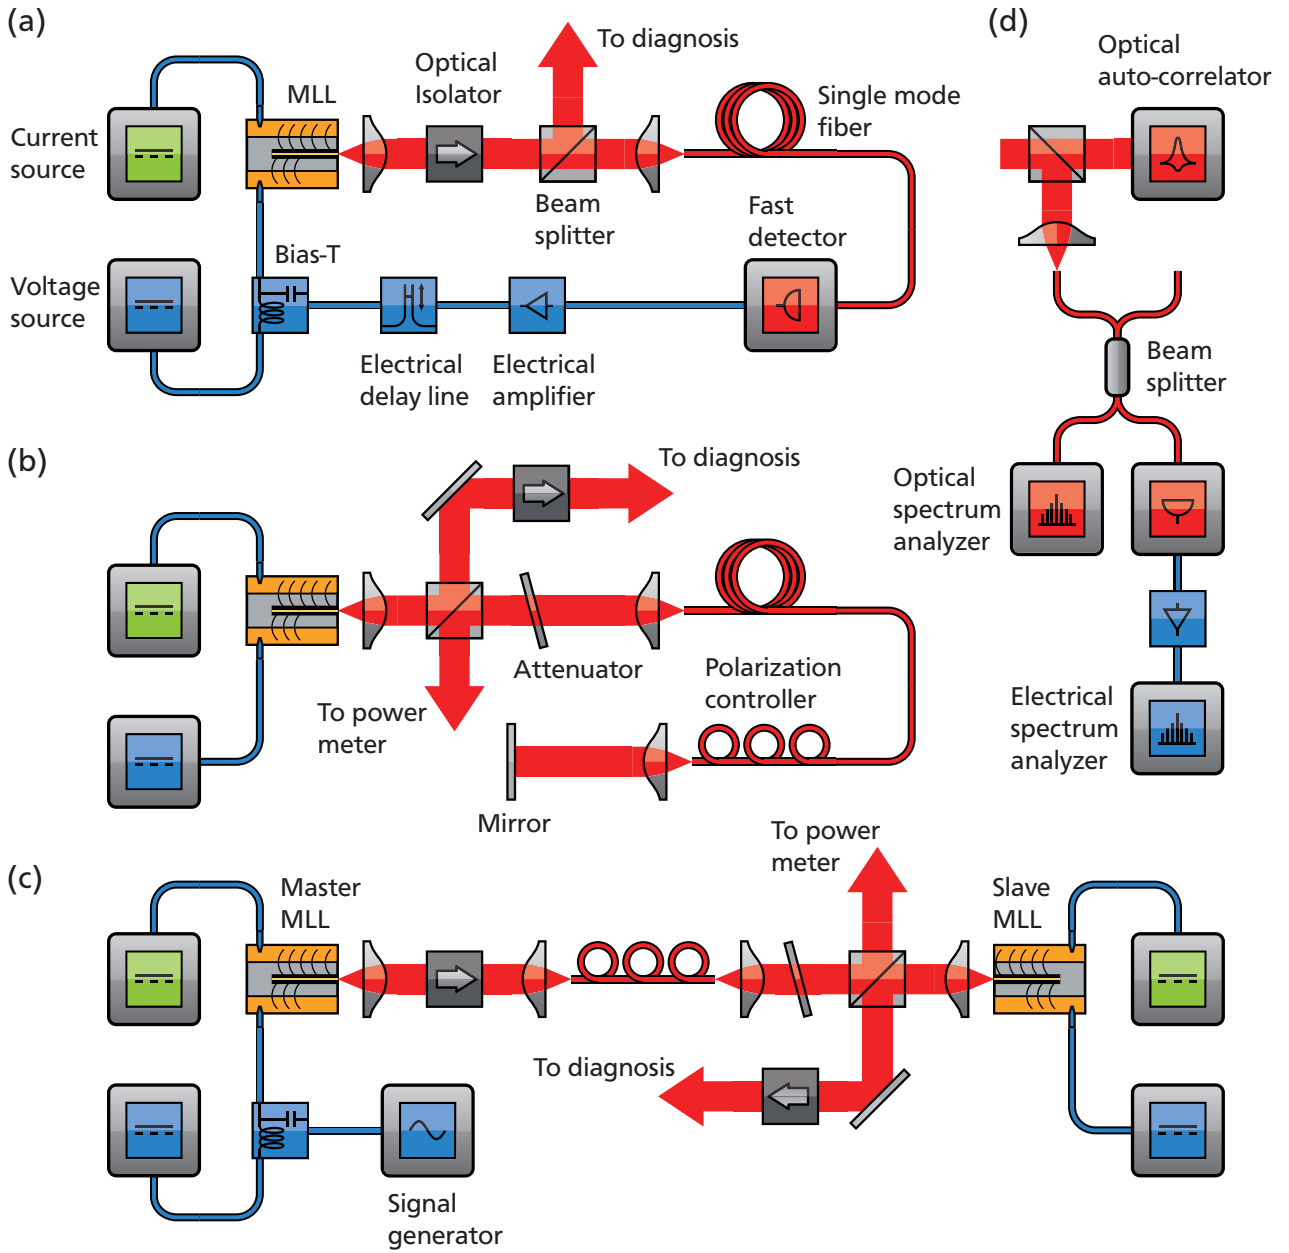 (a)
To diagnosis
Optical
Isolator
MLL
Single mode
fiber
Current
source
Beam
splitter
Fast
detector
Bias-T
Voltage
source
Electrical
delay line
Electrical
amplifier
(b)
To diagnosis
Attenuator
Polarization
controller
To power
meter
Mirror
(c)
To power
meter
Master
MLL
Slave
MLL
To diagnosis
Signal
generator
(d)
Optical
auto-correlator
Beam
splitter
Optical
spectrum
analyzer
Electrical
spectrum
analyzer